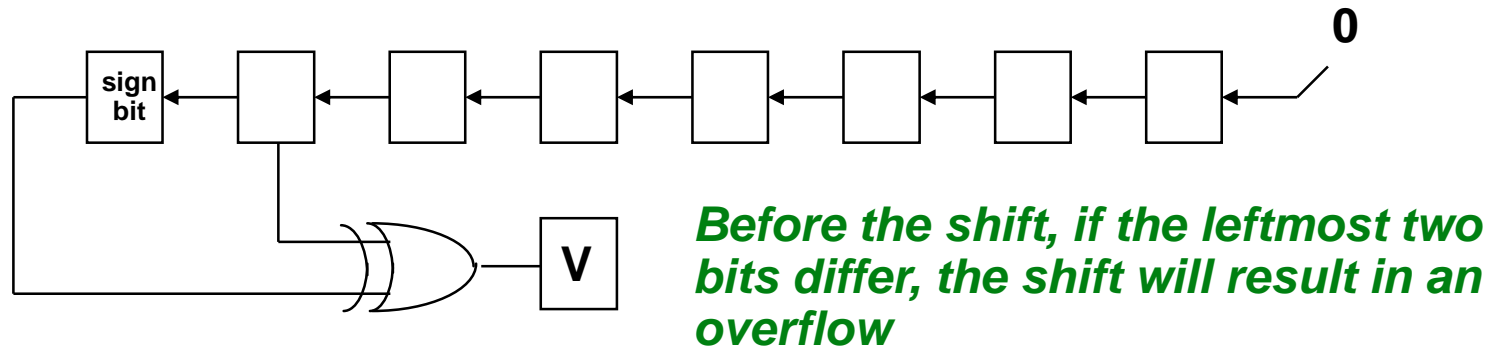 0
sign
bit
V
Before the shift, if the leftmost two
bits differ, the shift will result in an
overflow